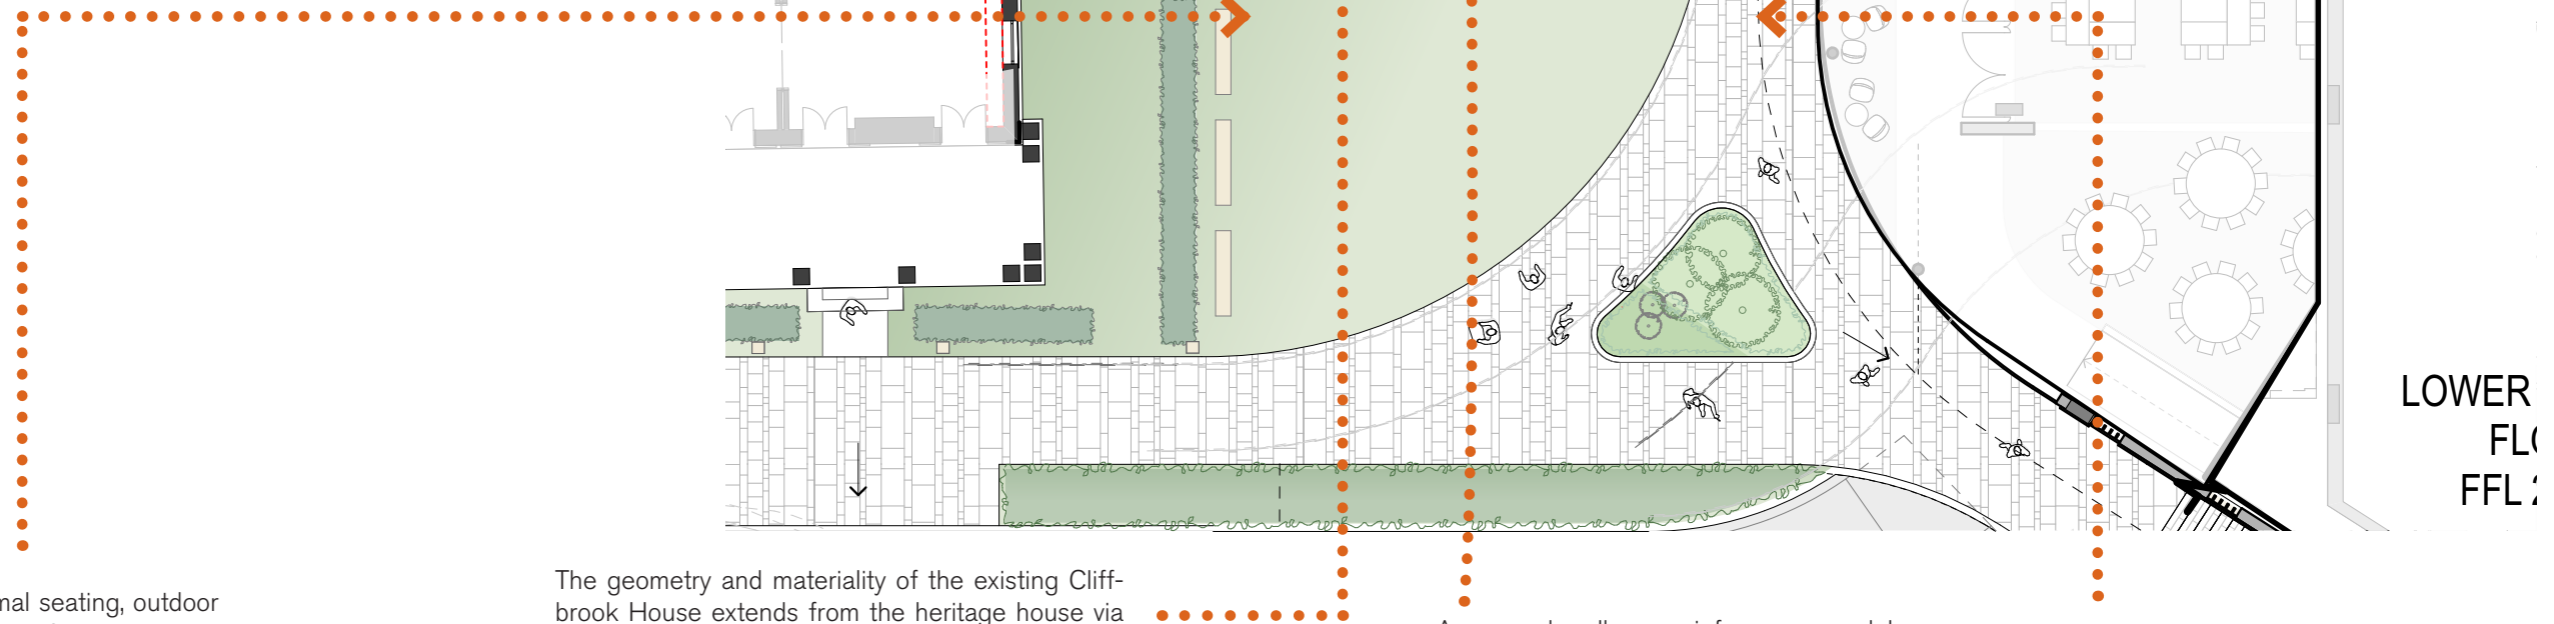 LOWER
FL
FFL
seating, outdoor
The geometry and materiality of the existing Cliff-
brook House extends from the heritage house via